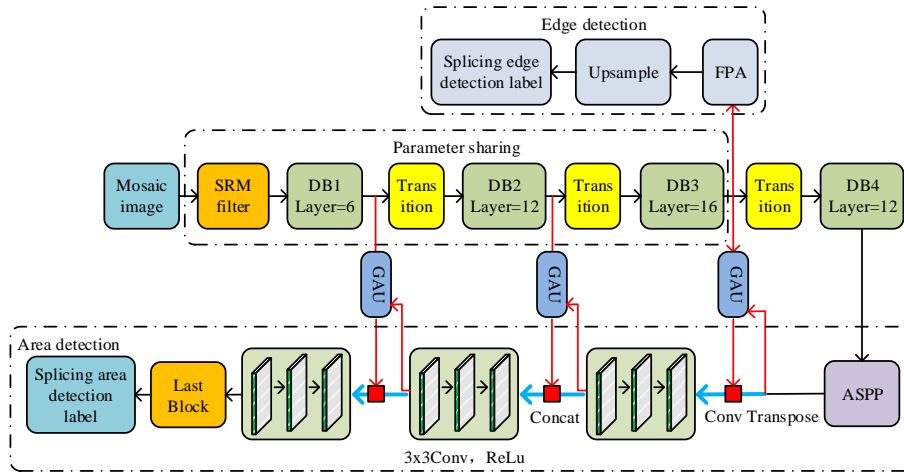 Edge detection
Splicing edge
detection label
Upsample
FPA
Parameter sharing
Mosaic
image
SRM
filter
DB1
Layer=6
Trans
ition
DB2
Layer=12
Trans
ition
DB3
Layer=16
Trans
ition
DB4
Layer=12
GAU
GAU
GAU
Area detection
Splicing area
detection
label
Last
Block
Concat
Conv Transpose
ASPP
3x3Conv，ReLu